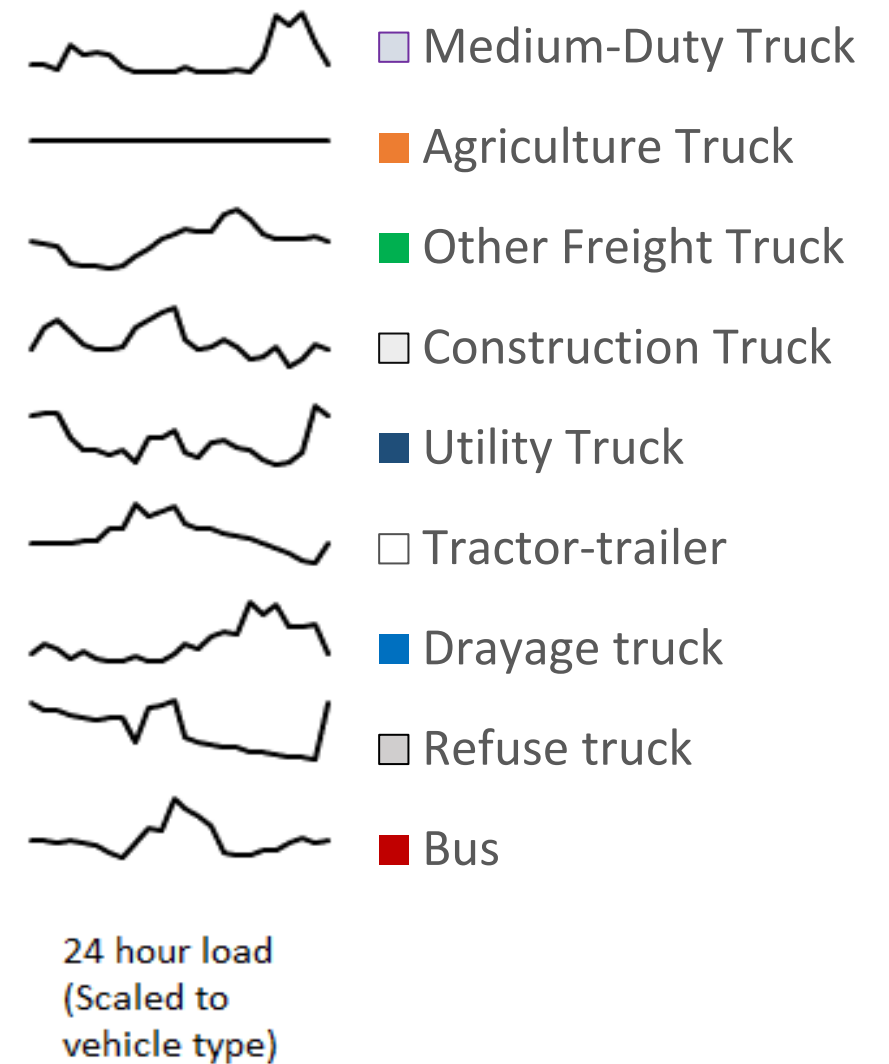 Medium-Duty Truck
Agriculture Truck
Other Freight Truck
Construction Truck
Utility Truck
Tractor-trailer
Drayage truck
Refuse truck
Bus
24 hour load
(Scaled to
vehicle type)